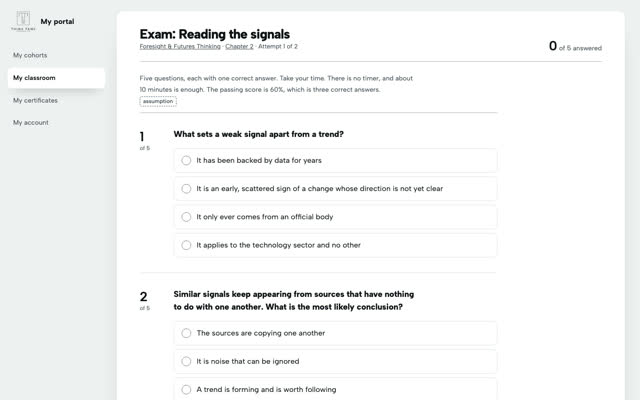 My portal
My cohorts
My classroom
My certificates
My account
Exam: Reading the signals
Foresight & Futures Thinking · Chapter 2 · Attempt 1 of 2
0 of 5 answered
Five questions, each with one correct answer. Take your time. There is no timer, and about
10 minutes is enough. The passing score is 60%, which is three correct answers.
assumption
1
of 5
What sets a weak signal apart from a trend?
It has been backed by data for years
It is an early, scattered sign of a change whose direction is not yet clear
It only ever comes from an official body
It applies to the technology sector and no other
2
of 5
Similar signals keep appearing from sources that have nothing
to do with one another. What is the most likely conclusion?
The sources are copying one another
It is noise that can be ignored
A trend is forming and is worth following